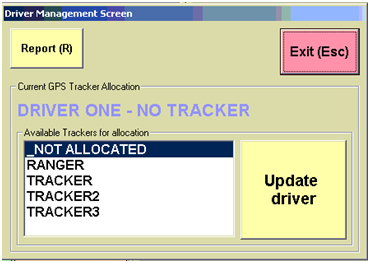 Driver Management Screen
Report (R)
Exit (Esc)
Current GPS Tracker Allocation
DRIVER ONE - NO TRACKER
Available Trackers for allocation
_NOT ALLOCATED
RANGER
TRACKER
TRACKER2
TRACKER3
Update
driver